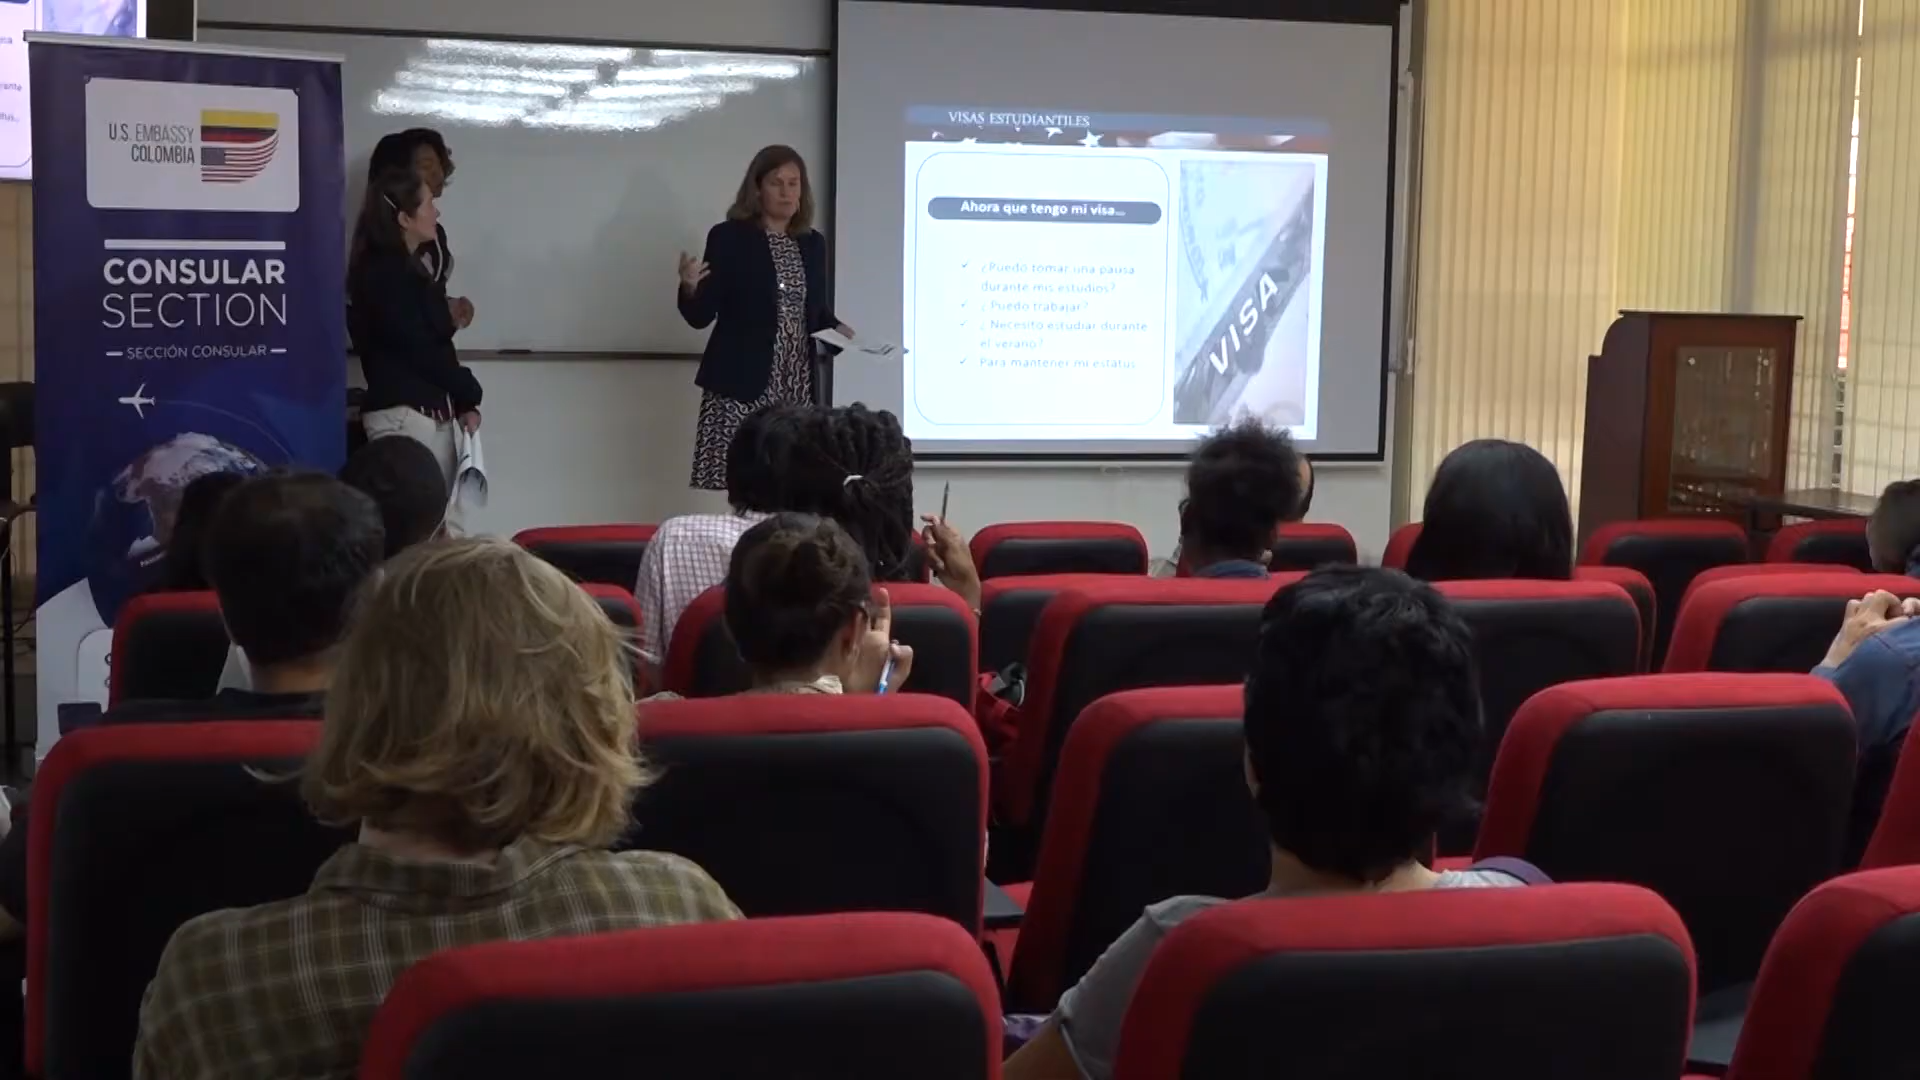 U.S. EMBASSY
COLOMBIA
CONSULAR
SECTION
SECCIÓN CONSULAR
VISAS ESTUDIANTILES
Ahora que tengo mi visa...
✓ ¿Puedo tomar una pausa
durante mis estudios?
✓ ¿ Puedo trabajar?
✓ ¿ Necesito estudiar durante
el verano?
✓ Para mantener mi estatus...
VISA